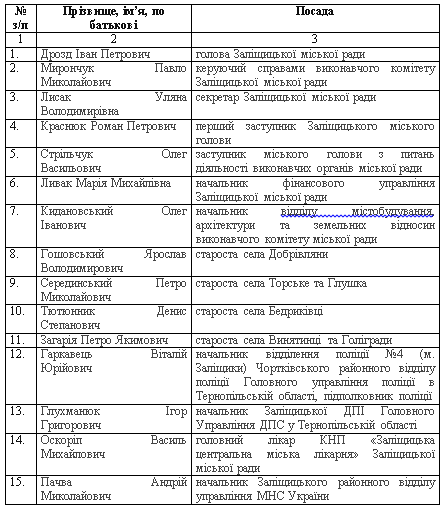 № Прізвище, ім’я, по Посада
з/п батькові
1 2 3
1. Дрозд Іван Петрович голова Заліщицької міської ради
2. Мирончук Павло керуючий справами виконавчого комітету
Миколайович Заліщицької міської ради
3. Лисак Уляна секретар Заліщицької міської ради
Володимирівна
4. Краснюк Роман Петрович перший заступник Заліщицького міського
голови
5. Стрільчук Олег заступник міського голови з питань
Васильович діяльності виконавчих органів міської ради
6. Ливак Марія Михайлівна начальник фінансового управління
Заліщицької міської ради
7. Кидановський Олег начальник відділу містобудування,
Іванович архітектури та земельних відносин
виконавчого комітету міської ради
8. Гошовський Ярослав староста села Добрівляни
Володимирович
9. Серединський Петро староста села Торське та Глушка
Миколайович
10. Тютюнник Денис староста села Бедриківці
Степанович
11. Загарія Петро Якимович староста села Винятинці та Голігради
12. Гаркавець Віталій начальник відділення поліції №4 (м.
Юрійович Заліщики) Чортківського районного відділу
поліції Головного управління поліції в
Тернопільській області, підполковник поліції
13. Глухманюк Ігор начальник Заліщицької ДПІ Головного
Григорович Управління ДПС у Тернопільській області
14. Оскоріп Василь головний лікар КНП «Заліщицька
Михайлович центральна міська лікарня» Заліщицької
міської ради
15. Пачва Андрій начальник Заліщицького районного відділу
Миколайович управління МНС України